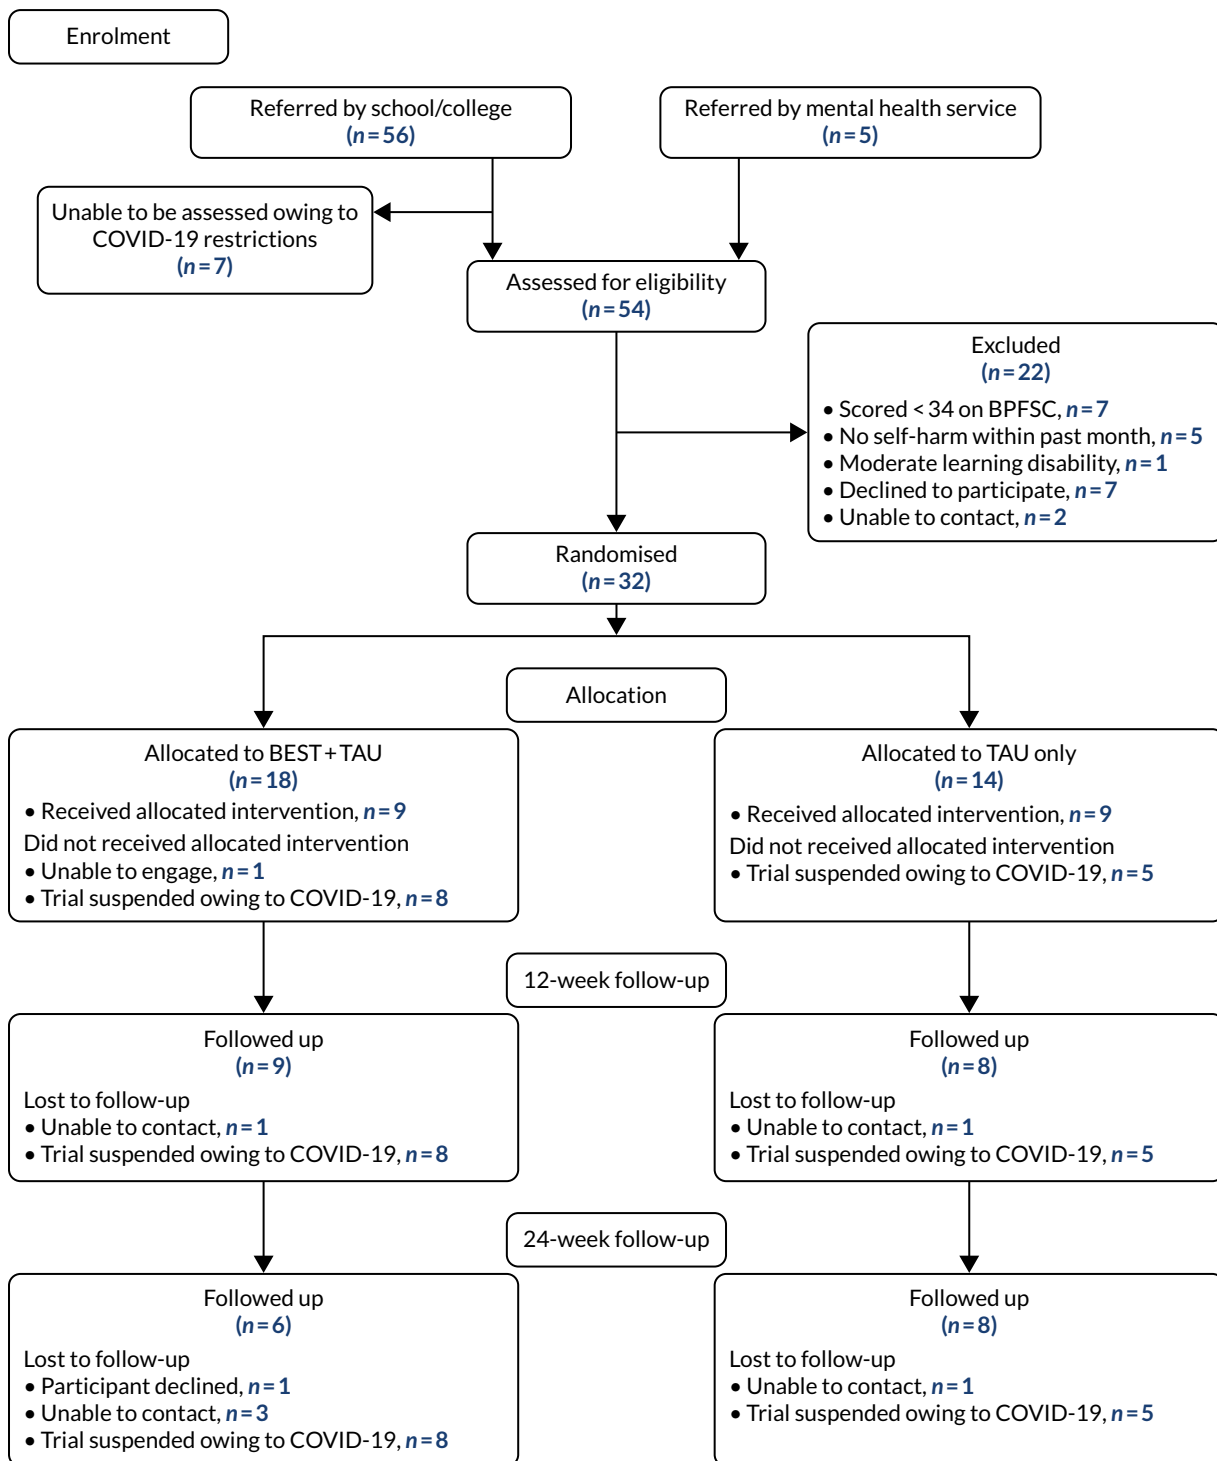 Enrolment
Referred by school/college
(n=56)
Referred by mental health service
(n=5)
Unable to be assessed owing to
COVID-19 restrictions
(n=7)
Assessed for eligibility
(n=54)
Excluded
(n=22)
• Scored <34 on BPFSC, n=7
• No self-harm within past month, n=5
• Moderate learning disability, n=1
• Declined to participate, n=7
• Unable to contact, n=2
Randomised
(n=32)
Allocation
Allocated to BEST+TAU
(n=18)
• Received allocated intervention, n=9
Did not received allocated intervention
• Unable to engage, n=1
• Trial suspended owing to COVID-19, n=8
Allocated to TAU only
(n=14)
• Received allocated intervention, n=9
Did not received allocated intervention
• Trial suspended owing to COVID-19, n=5
12-week follow-up
Followed up
(n=9)
Lost to follow-up
• Unable to contact, n=1
• Trial suspended owing to COVID-19, n=8
Followed up
(n=8)
Lost to follow-up
• Unable to contact, n=1
• Trial suspended owing to COVID-19, n=5
24-week follow-up
Followed up
(n=6)
Lost to follow-up
• Participant declined, n=1
• Unable to contact, n=3
• Trial suspended owing to COVID-19, n=8
Followed up
(n=8)
Lost to follow-up
• Unable to contact, n=1
• Trial suspended owing to COVID-19, n=5